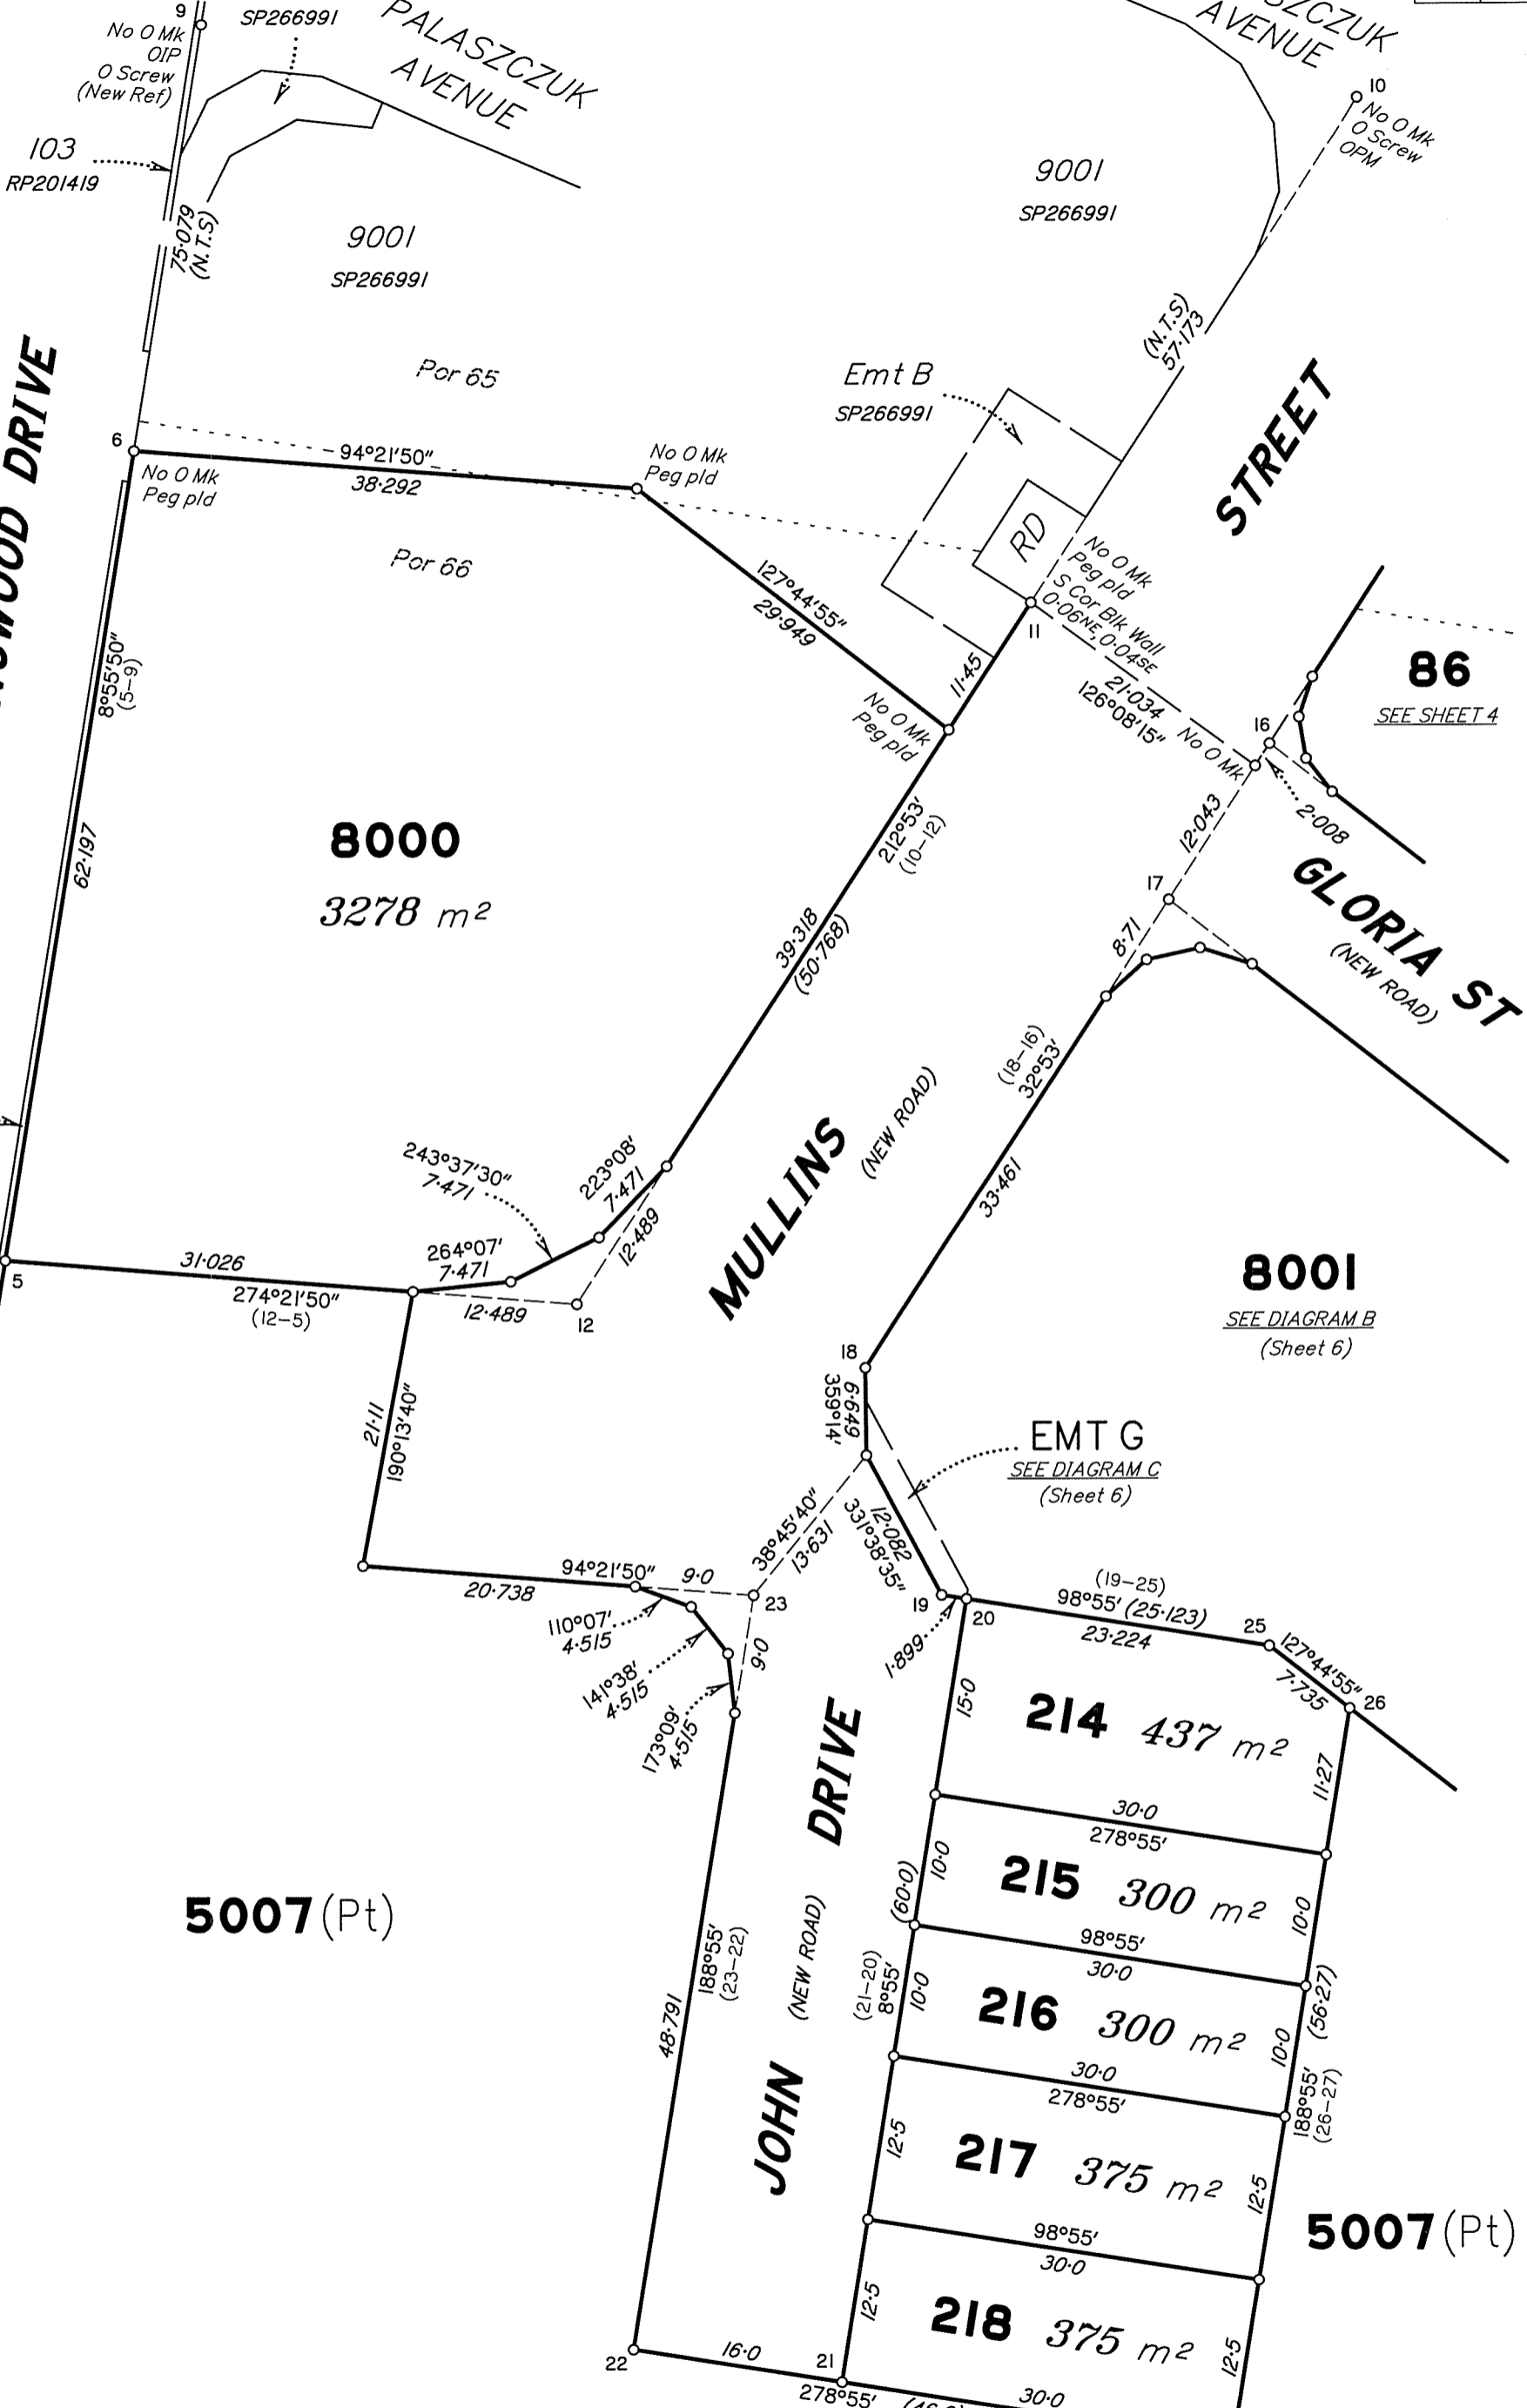 9
No O Mk
OIP
O Screw
(New Ref)
SP266991
PALASZCZUK
AVENUE
AVENUE
10
No O Mk
O Screw
OPM
103
RP201419
75·079
(N.T.S)
9001
SP266991
9001
SP266991
(N.T.S)
57·173
DRIVE
STREET
Por 65
Emt B
SP266991
6
No O Mk
Peg pld
94°21'50"
38·292
No O Mk
Peg pld
RD
No O Mk
Peg pld
S Cor Blk Wall
0·06NE, 0·04SE
11
Por 66
127°44'55"
29·949
11·45
21·034
126°08'15"
No O Mk
16
86
SEE SHEET 4
8°55'50"
(5-9)
62·197
No O Mk
Peg pld
2·008
12·043
8000
3278 m²
212°53'
(10-12)
39·318
(50·768)
17
8·71
GLORIA ST
(NEW ROAD)
(18-16)
32°53'
33·461
MULLINS
(NEW ROAD)
243°37'30"
7·471
223°08'
7·471
12·489
264°07'
7·471
12·489
12
5
31·026
274°21'50"
(12-5)
8001
SEE DIAGRAM B
(Sheet 6)
18
6·649
359°14'
21·11
190°13'40"
EMT G
SEE DIAGRAM C
(Sheet 6)
38°45'40"
13·631
12·082
331°38'35"
94°21'50"
20·738
9·0
23
9·0
110°07'
4·515
141°38'
4·515
173°09'
4·515
19
20
1·899
(19-25)
98°55' (25·123)
23·224
25
127°44'55"
7·735
26
15·0
214 437 m²
11·27
DRIVE
30·0
278°55'
10·0
215 300 m²
10·0
(60·0)
98°55'
30·0
5007(Pt)
188°55'
(23-22)
(NEW ROAD)
(21-20)
8°55'
10·0
216 300 m²
10·0
(56·27)
30·0
278°55'
188°55'
(26-27)
48·791
JOHN
12·5
217 375 m²
12·5
5007(Pt)
98°55'
30·0
12·5
218 375 m²
12·5
22
16·0
21
278°55'
30·0